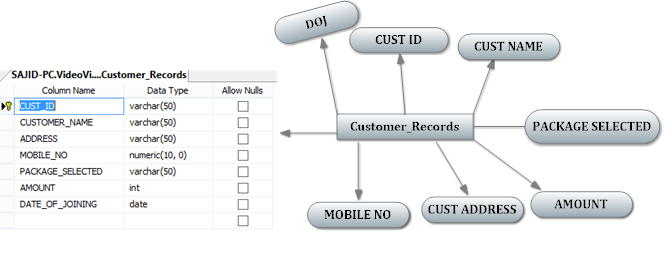 SAJID-PC.VideoVi....Customer_Records
Column Name Data Type Allow Nulls
CUST_ID varchar(50)
CUSTOMER_NAME varchar(50)
ADDRESS varchar(50)
MOBILE_NO numeric(10, 0)
PACKAGE_SELECTED varchar(50)
AMOUNT int
DATE_OF_JOINING date
DOJ
CUST ID
CUST NAME
Customer_Records
PACKAGE SELECTED
MOBILE NO
CUST ADDRESS
AMOUNT